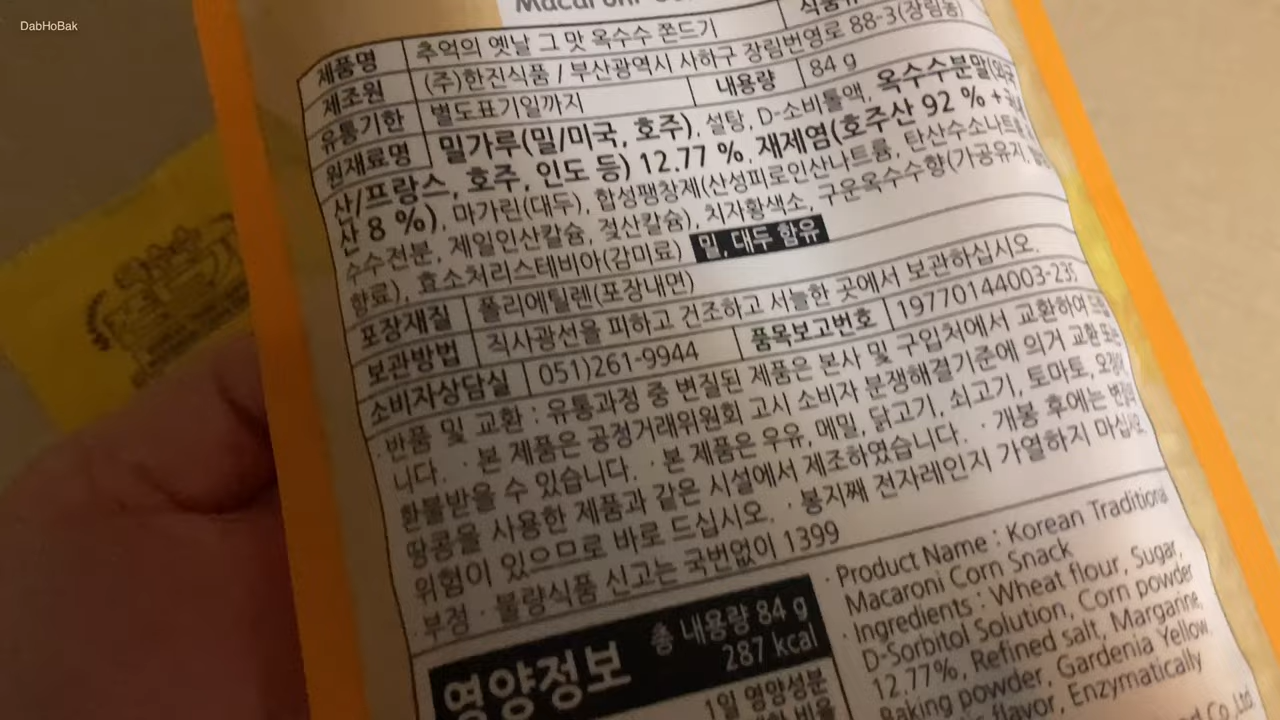 DabHoBak
제품명 추억의 옛날 그 맛 옥수수 쫀드기
제조원 (주)한진식품 / 부산광역시 사하구 장림번영로 88-3(장림동)
유통기한 별도표기일까지 내용량 84 g
원재료명 밀가루(밀/미국, 호주), 설탕, D-소비톨액, 옥수수분말(외국
산/프랑스, 호주, 인도 등) 12.77 %, 재제염(호주산 92 % +
산 8 %), 마가린(대두), 합성팽창제(산성피로인산나트륨, 탄산수소나트륨,
수수전분, 제일인산칼슘, 젖산칼슘), 치자황색소, 구운옥수수향(가공유지,
향료), 효소처리스테비아(감미료) 밀, 대두 함유
포장재질 폴리에틸렌(포장내면)
보관방법 직사광선을 피하고 건조하고 서늘한 곳에서 보관하십시오.
소비자상담실 051)261-9944 품목보고번호 19770144003-23
· 반품 및 교환 : 유통과정 중 변질된 제품은 본사 및 구입처에서 교환하여
니다. · 본 제품은 공정거래위원회 고시 소비자 분쟁해결기준에 의거 교환
환불받을 수 있습니다. · 본 제품은 우유, 메밀, 닭고기, 쇠고기, 토마토,
땅콩을 사용한 제품과 같은 시설에서 제조하였습니다. · 개봉 후에는
위험이 있으므로 바로 드십시오. · 봉지째 전자레인지 가열하지 마십시오.
· 부정 · 불량식품 신고는 국번없이 1399
영양정보 총 내용량 84 g
287 kcal
1일 영양성분
· Product Name : Korean Traditional
Macaroni Corn Snack
· Ingredients : Wheat flour, Sugar,
D-Sorbitol Solution, Corn powder
12.77%, Refined salt, Margarine,
Baking powder, Gardenia Yellow,
flavor, Enzymatically